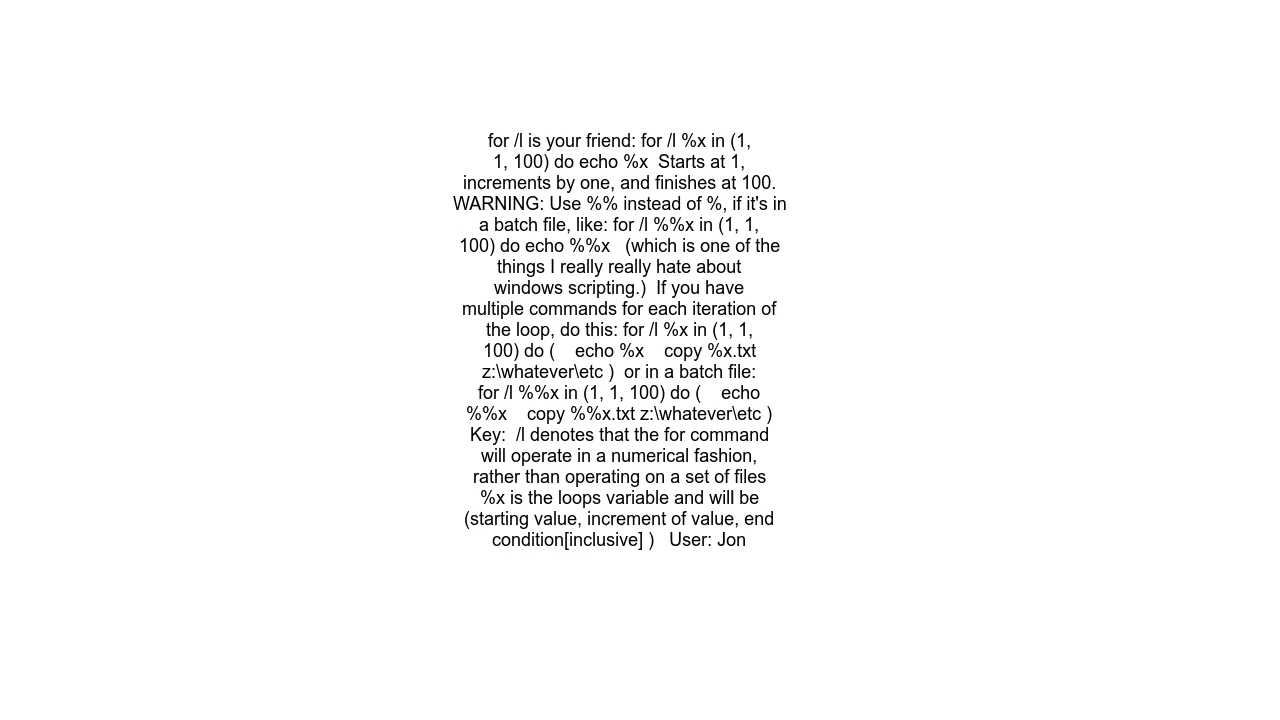 for /l is your friend: for /l %x in (1,
1, 100) do echo %x  Starts at 1,
increments by one, and finishes at 100.
WARNING: Use %% instead of %, if it's in
a batch file, like: for /l %%x in (1, 1,
100) do echo %%x   (which is one of the
things I really really hate about
windows scripting.)  If you have
multiple commands for each iteration of
the loop, do this: for /l %x in (1, 1,
100) do (    echo %x    copy %x.txt
z:\whatever\etc )  or in a batch file:
for /l %%x in (1, 1, 100) do (    echo
%%x    copy %%x.txt z:\whatever\etc )
Key:  /l denotes that the for command
will operate in a numerical fashion,
rather than operating on a set of files
%x is the loops variable and will be
(starting value, increment of value, end
condition[inclusive] )   User: Jon